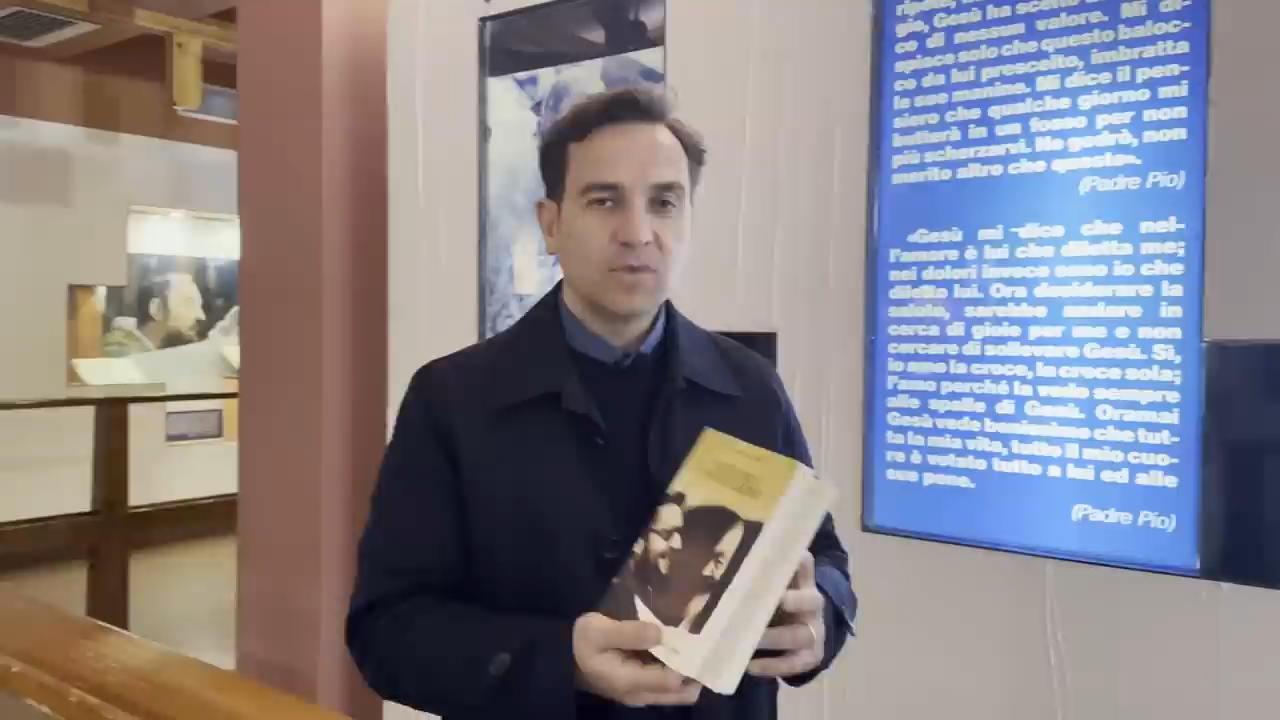 gio, Gesù ha scelto
co di nessun valore. Mi di-
spiace solo che questo baloc-
co da lui prescelto, imbratta
le sue manine. Mi dice il pen-
siero che qualche giorno mi
butterà in un fosso per non
più scherzarvi. Ne godrò, non
merito altro che questo».
(Padre Pio)
«Gesù mi dice che nel-
l'amore è lui che diletta me;
nei dolori invece sono io che
diletto lui. Ora desiderare la
salute, sarebbe andare in
cerca di gioie per me e non
cercare di sollevare Gesù. Sì,
io amo la croce, la croce sola;
l'amo perché la vedo sempre
alle spalle di Gesù. Oramai
Gesù vede benissimo che tut-
ta la mia vita, tutto il mio cuo-
re è votato tutto a lui ed alle
sue pene.
(Padre Pio)